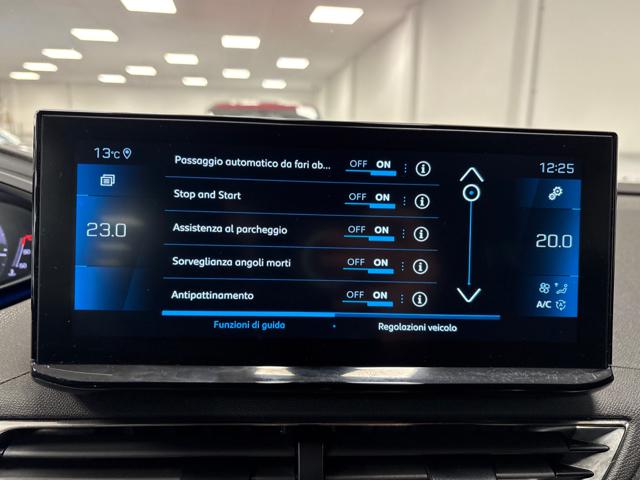 13°C
12:25
Passaggio automatico da fari ab... OFF ON
Stop and Start OFF ON
Assistenza al parcheggio OFF ON
Sorveglianza angoli morti OFF ON
Antipattinamento OFF ON
23.0
20.0
A/C
Funzioni di guida
Regolazioni veicolo